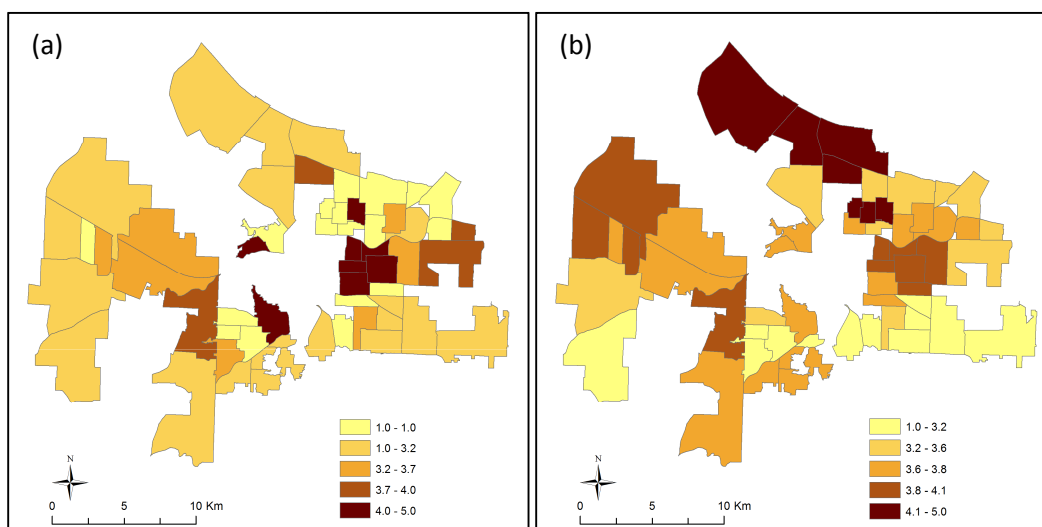 (a)
1.0 - 1.0
1.0 - 3.2
3.2 - 3.7
3.7 - 4.0
4.0 - 5.0
N
0 5 10 Km
(b)
1.0 - 3.2
3.2 - 3.6
3.6 - 3.8
3.8 - 4.1
4.1 - 5.0
N
0 5 10 Km